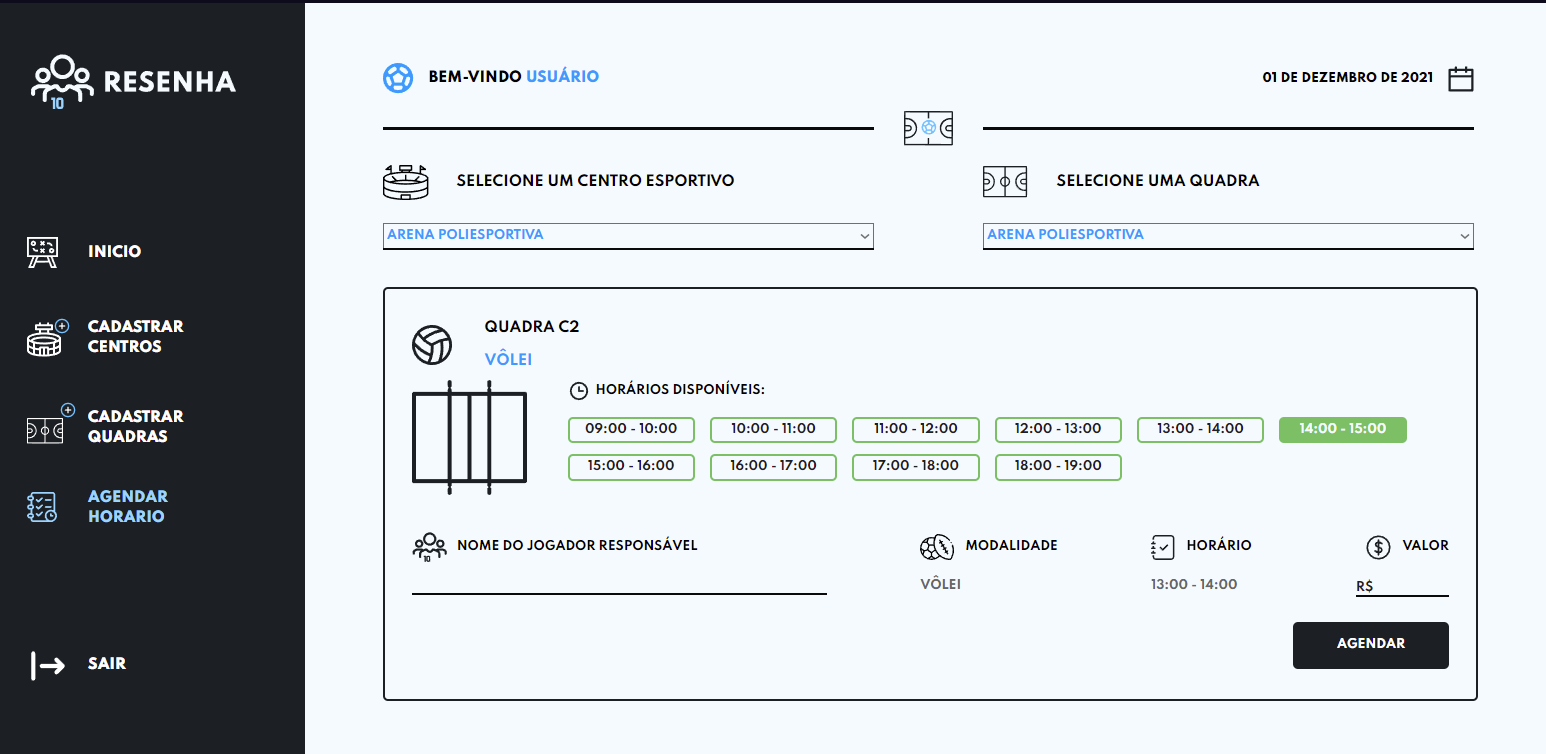 RESENHA
10
INICIO
CADASTRAR
CENTROS
CADASTRAR
QUADRAS
AGENDAR
HORARIO
SAIR
BEM-VINDO USUÁRIO
01 DE DEZEMBRO DE 2021
SELECIONE UM CENTRO ESPORTIVO
SELECIONE UMA QUADRA
ARENA POLIESPORTIVA
ARENA POLIESPORTIVA
QUADRA C2
VÔLEI
HORÁRIOS DISPONÍVEIS:
09:00 - 10:00 10:00 - 11:00 11:00 - 12:00 12:00 - 13:00 13:00 - 14:00 14:00 - 15:00
15:00 - 16:00 16:00 - 17:00 17:00 - 18:00 18:00 - 19:00
10
NOME DO JOGADOR RESPONSÁVEL
MODALIDADE
HORÁRIO
$
VALOR
VÔLEI
13:00 - 14:00
R$
AGENDAR